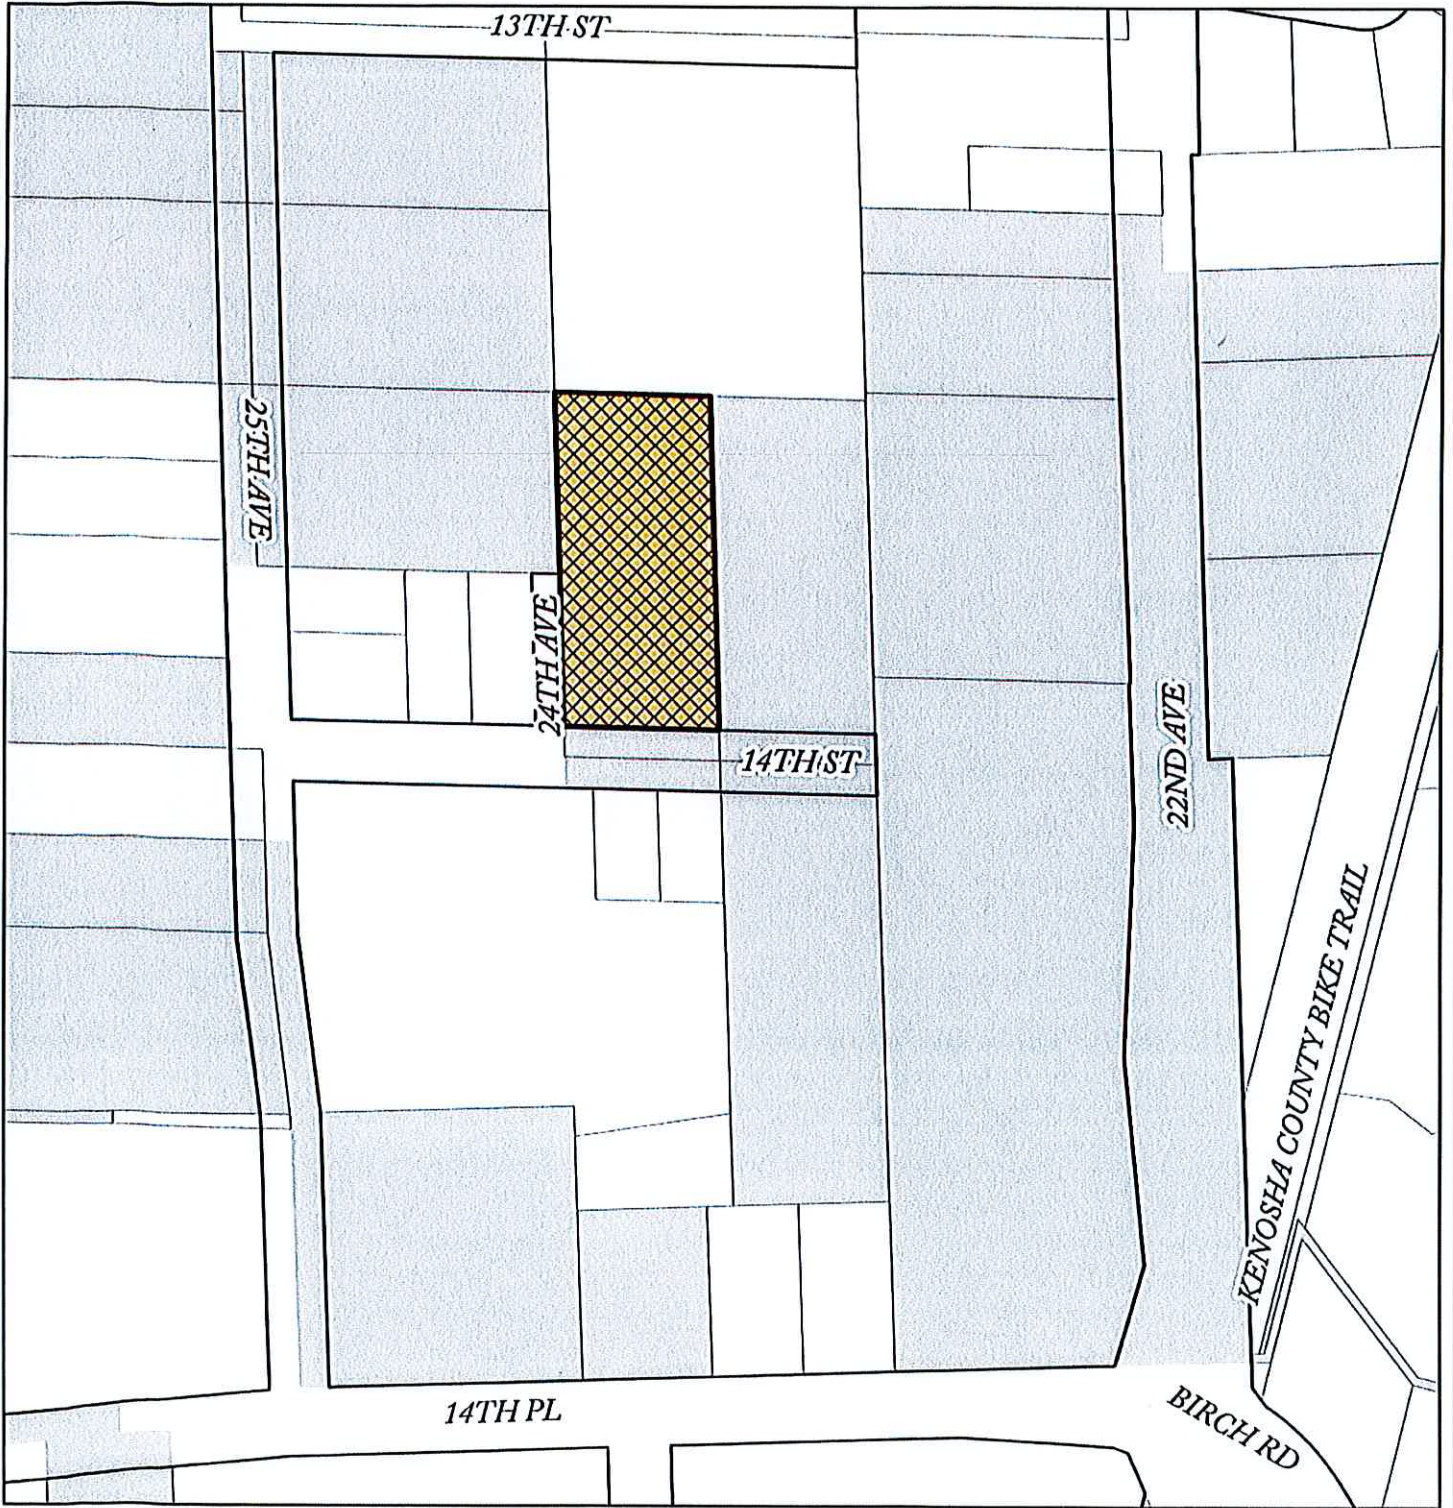 13TH ST
25TH AVE
24TH AVE
14TH ST
22ND AVE
KENOSHA COUNTY BIKE TRAIL
14TH PL
BIRCH RD